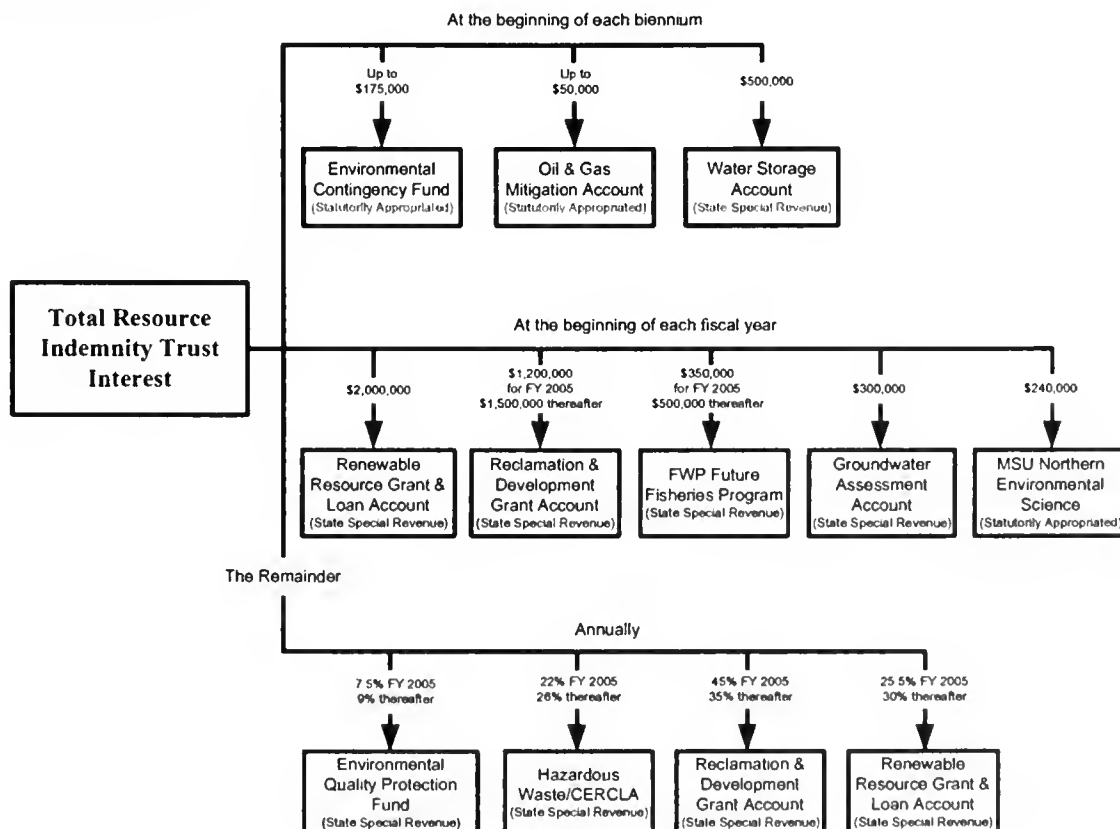 At the beginning of each biennium
Up to
$175,000
Up to
$50,000
$500,000
Environmental
Contingency Fund
(Statutorily Appropriated)
Oil & Gas
Mitigation Account
(Statutorily Appropriated)
Water Storage
Account
(State Special Revenue)
Total Resource
Indemnity Trust
Interest
At the beginning of each fiscal year
$2,000,000
$1,200,000
for FY 2005
$1,500,000 thereafter
$350,000
for FY 2005
$500,000 thereafter
$300,000
$240,000
Renewable
Resource Grant &
Loan Account
(State Special Revenue)
Reclamation &
Development
Grant Account
(State Special Revenue)
FWP Future
Fisheries Program
(State Special Revenue)
Groundwater
Assessment
Account
(State Special Revenue)
MSU Northern
Environmental
Science
(Statutorily Appropriated)
The Remainder
Annually
7.5% FY 2005
9% thereafter
22% FY 2005
26% thereafter
45% FY 2005
35% thereafter
25.5% FY 2005
30% thereafter
Environmental
Quality Protection
Fund
(State Special Revenue)
Hazardous
Waste/CERCLA
(State Special Revenue)
Reclamation &
Development
Grant Account
(State Special Revenue)
Renewable
Resource Grant &
Loan Account
(State Special Revenue)